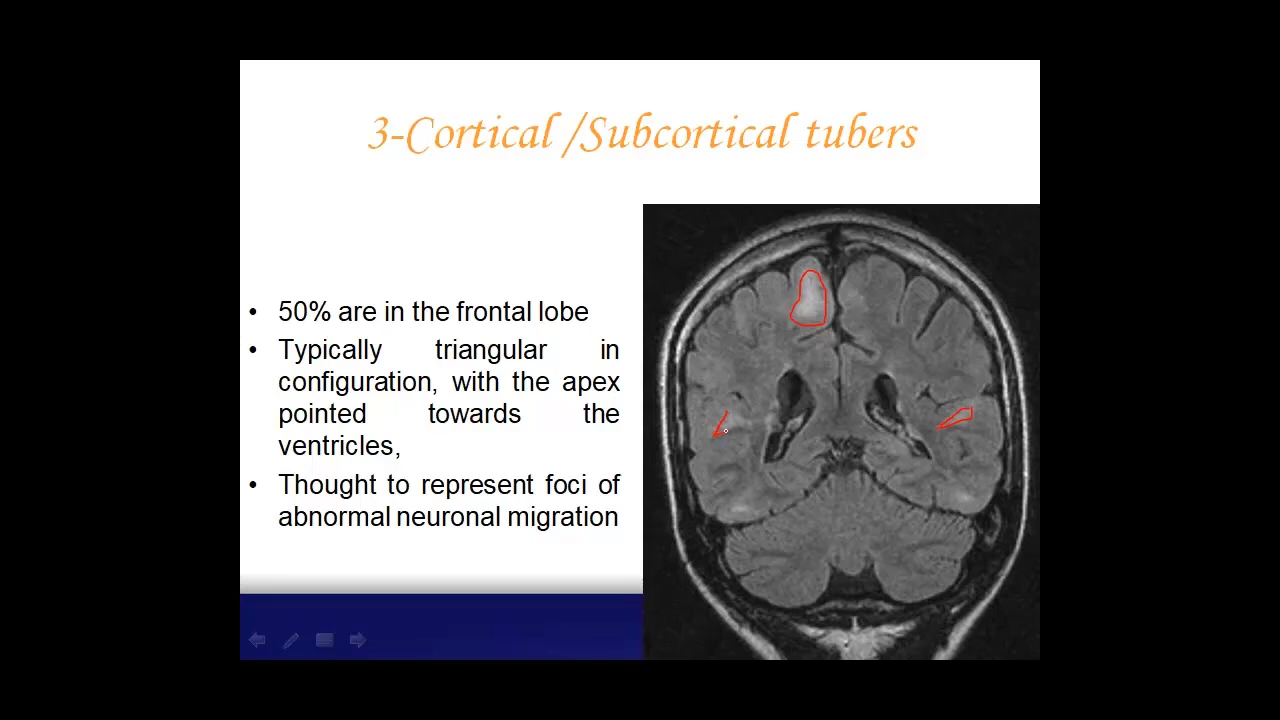 3-Cortical /Subcortical tubers
• 50% are in the frontal lobe
• Typically triangular in
configuration, with the apex
pointed towards the
ventricles,
• Thought to represent foci of
abnormal neuronal migration